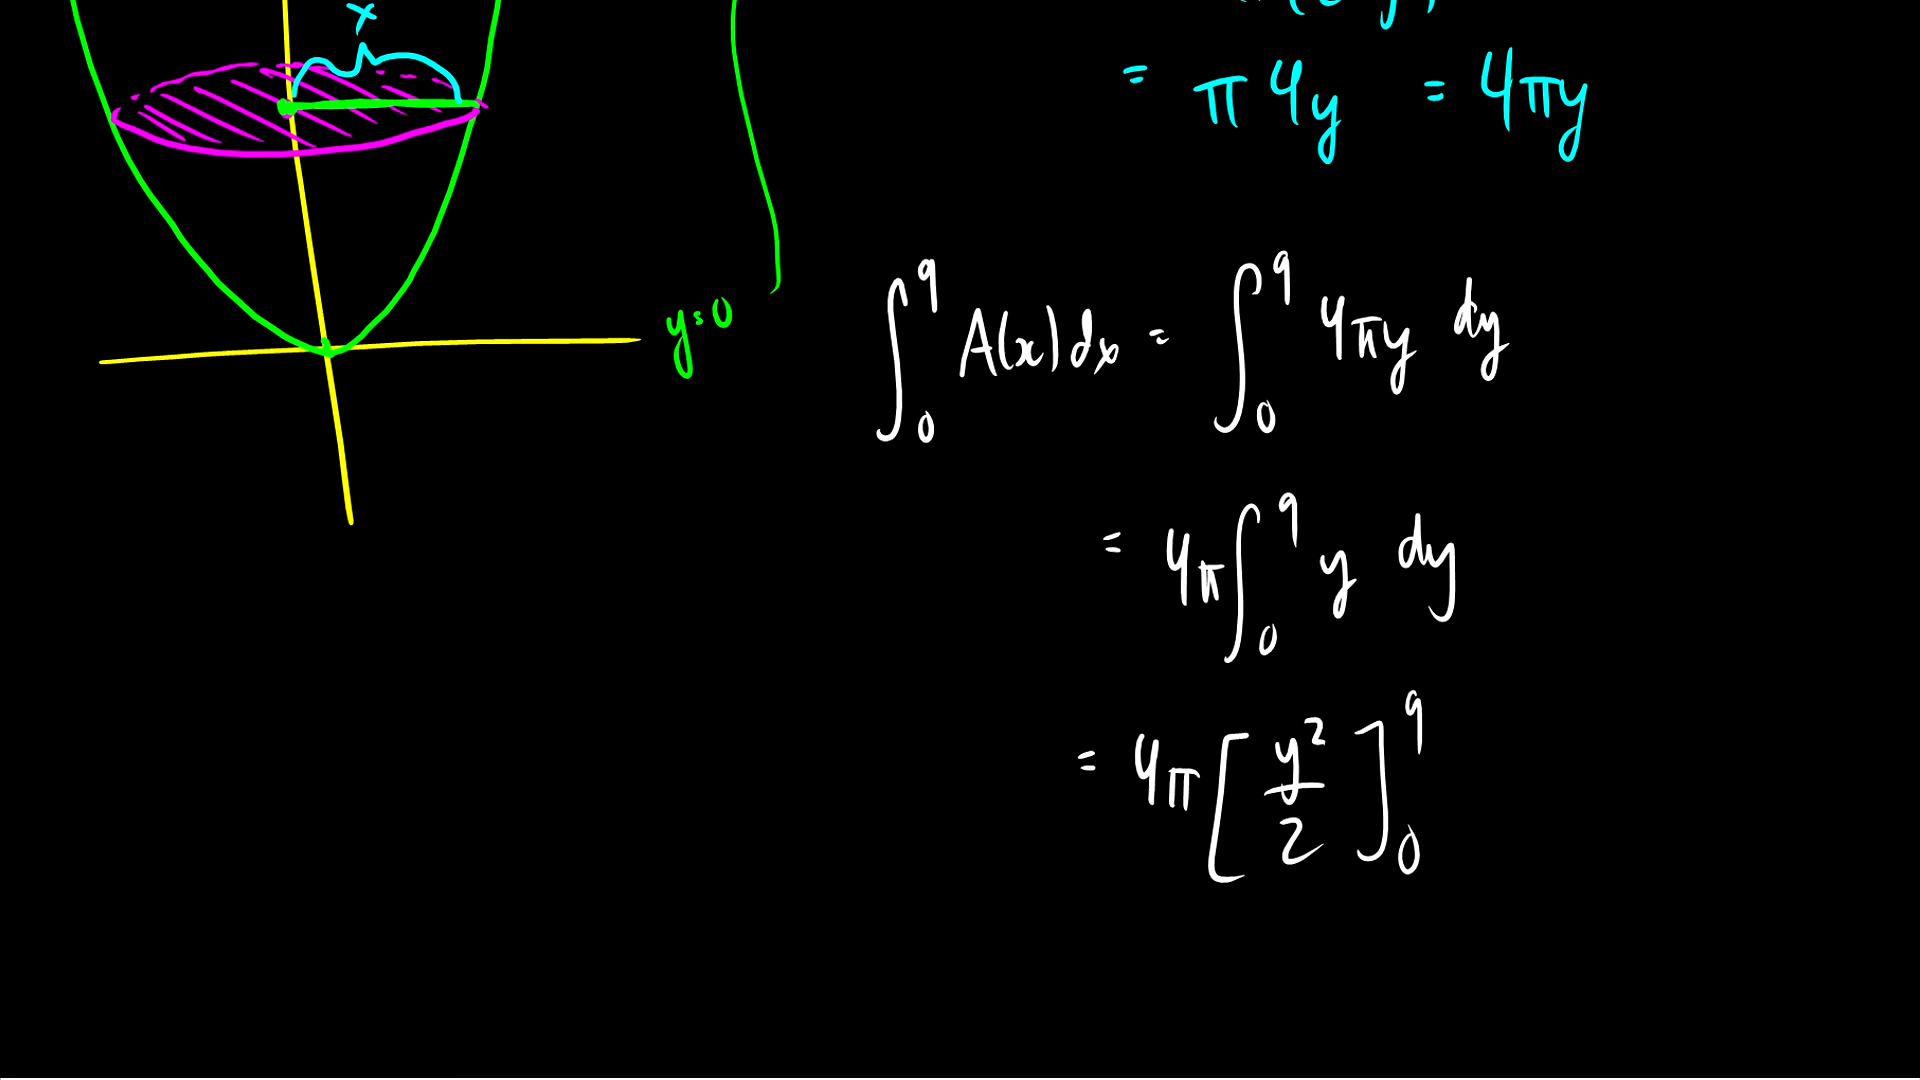 x
= π 4y = 4πy
y=0
∫₀⁹ A(x) dx = ∫₀⁹ 4πy dy
= 4π ∫₀⁹ y dy
= 4π [ y²/2 ]₀⁹